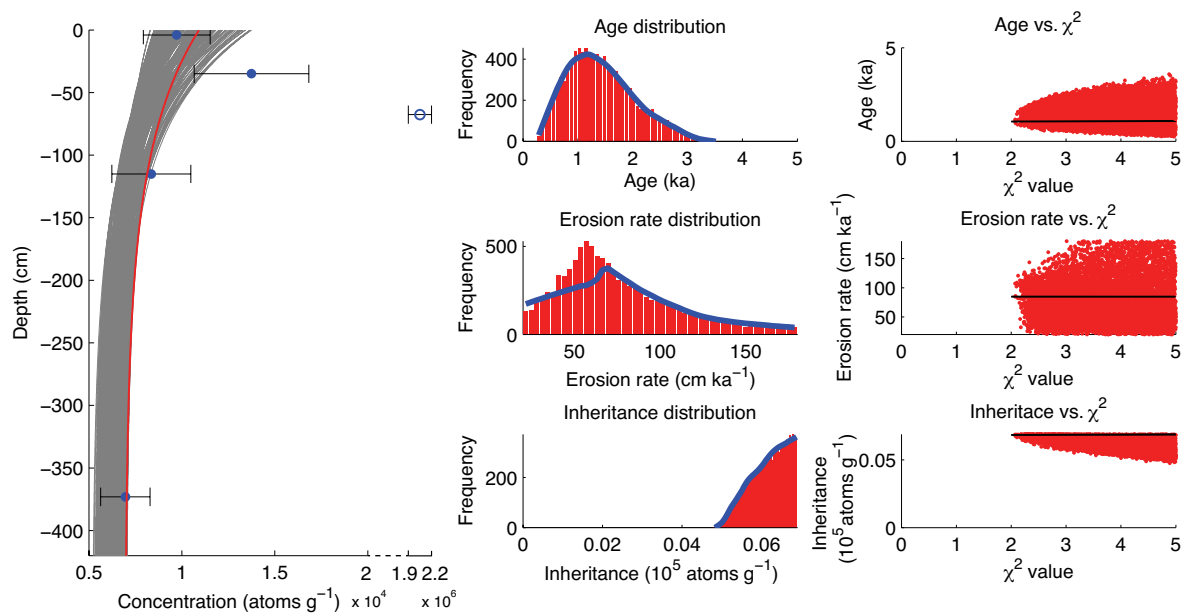 0
−50
−100
−150
−200
−250
−300
−350
−400
Depth (cm)
0.5 1 1.5 2 1.9 2.2
Concentration (atoms g⁻¹) x 10⁴ x 10⁶
Age distribution
Frequency
400
200
0
0 1 2 3 4 5
Age (ka)
Age vs. χ²
Age (ka)
5
0
0 1 2 3 4 5
χ² value
Erosion rate distribution
Frequency
500
0
50 100 150
Erosion rate (cm ka⁻¹)
Erosion rate vs. χ²
Erosion rate (cm ka⁻¹)
150
100
50
0 1 2 3 4 5
χ² value
Inheritance distribution
Frequency
200
0
0 0.02 0.04 0.06
Inheritance (10⁵ atoms g⁻¹)
Inheritace vs. χ²
Inheritance
(10⁵ atoms g⁻¹)
0.05
0 1 2 3 4 5
χ² value